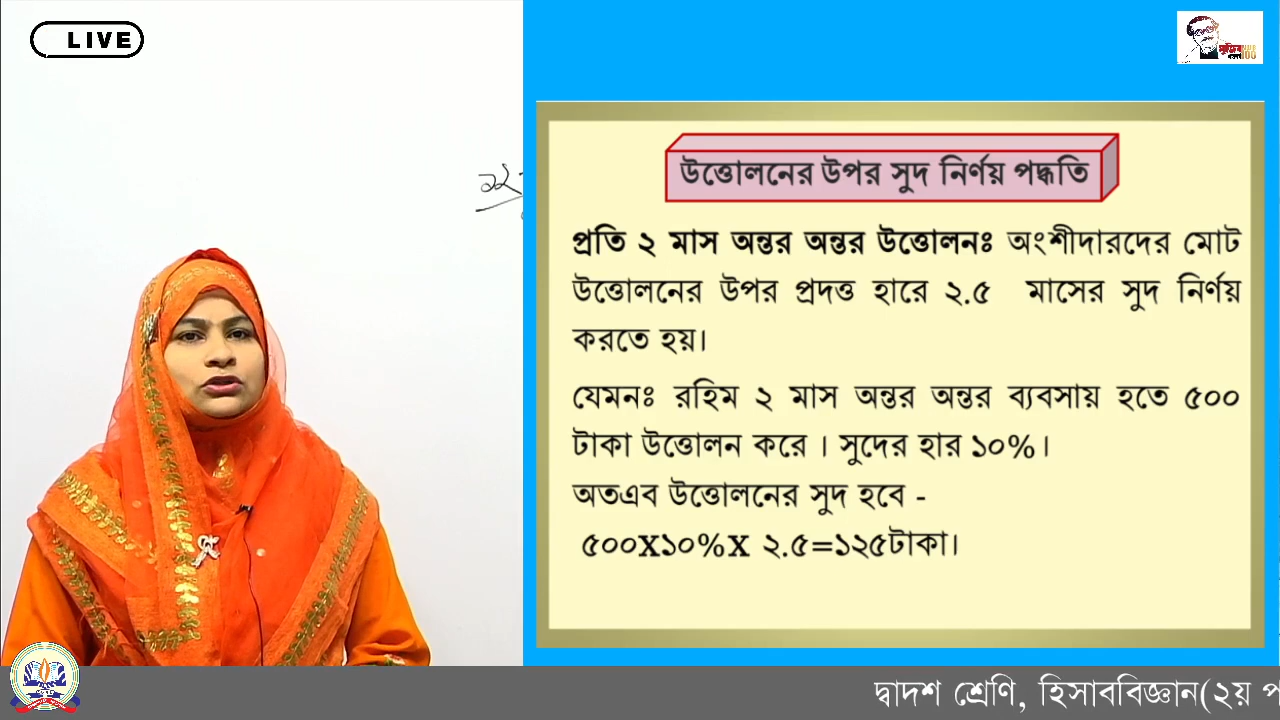 LIVE
১২
উত্তোলনের উপর সুদ নির্ণয় পদ্ধতি
প্রতি ২ মাস অন্তর অন্তর উত্তোলনঃ অংশীদারদের মোট
উত্তোলনের উপর প্রদত্ত হারে ২.৫ মাসের সুদ নির্ণয়
করতে হয়।
যেমনঃ রহিম ২ মাস অন্তর অন্তর ব্যবসায় হতে ৫০০
টাকা উত্তোলন করে । সুদের হার ১০%।
অতএব উত্তোলনের সুদ হবে -
৫০০X১০%X ২.৫=১২৫টাকা।
দ্বাদশ শ্রেণি, হিসাববিজ্ঞান(২য় প